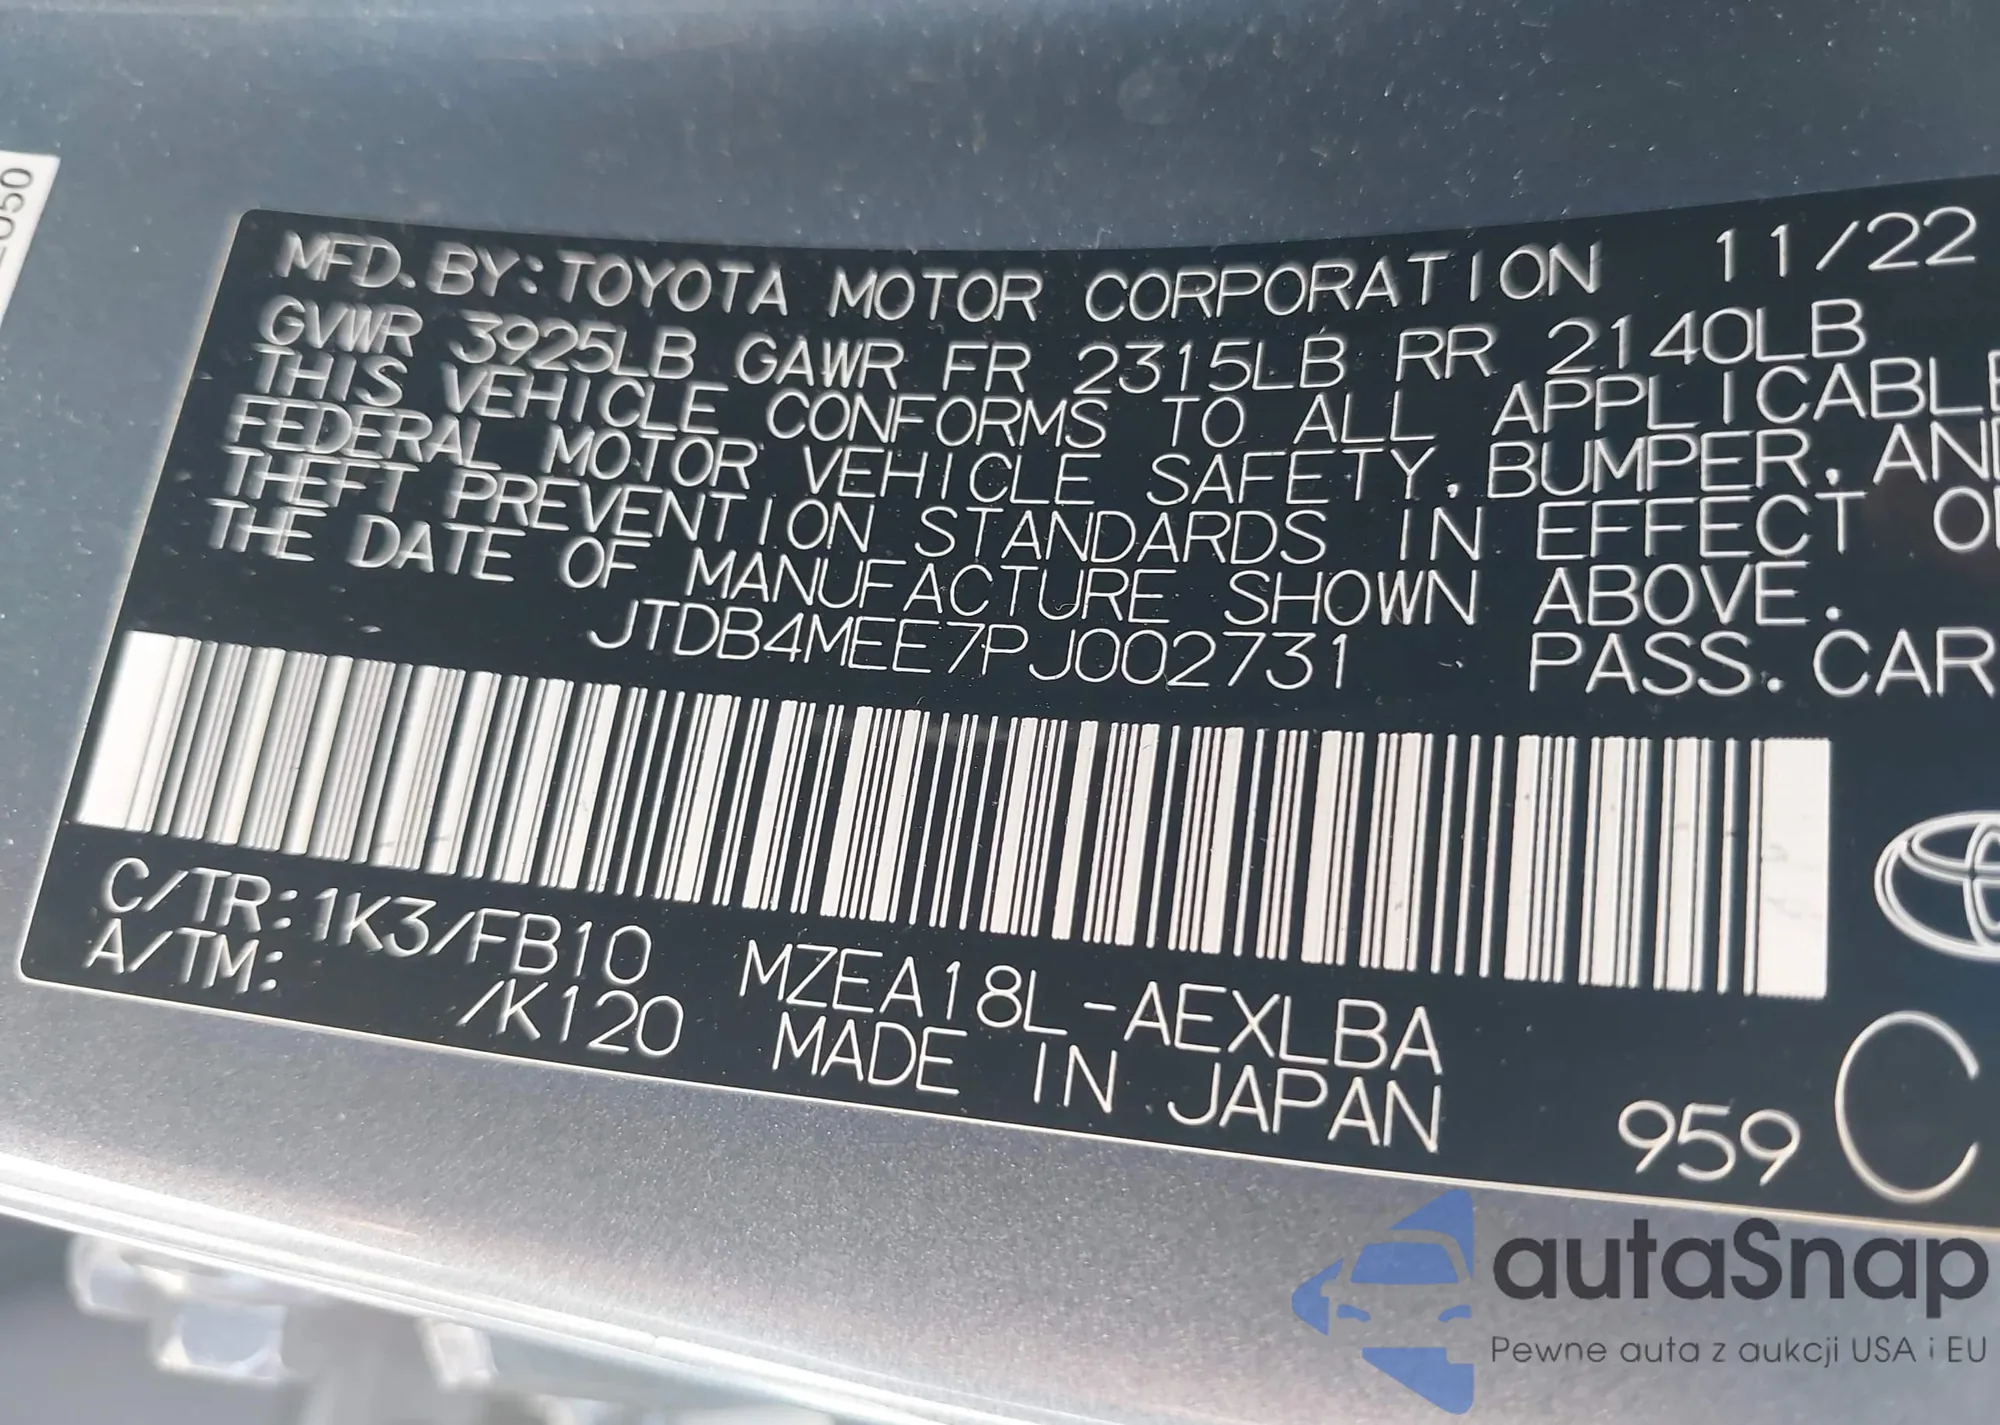 MFD. BY: TOYOTA MOTOR CORPORATION 11/22
GVWR 3925LB GAWR FR 2315LB RR 2140LB
THIS VEHICLE CONFORMS TO ALL APPLICABLE
FEDERAL MOTOR VEHICLE SAFETY, BUMPER, AND
THEFT PREVENTION STANDARDS IN EFFECT
THE DATE OF MANUFACTURE SHOWN ABOVE.
JTDB4MEE7PJ002731 PASS. CAR
C/TR: 1K3/FB10 MZEA18L-AEXLBA
A/TM: /K120 MADE IN JAPAN
959 C
autaSnap
Pewne auta z aukcji USA i EU